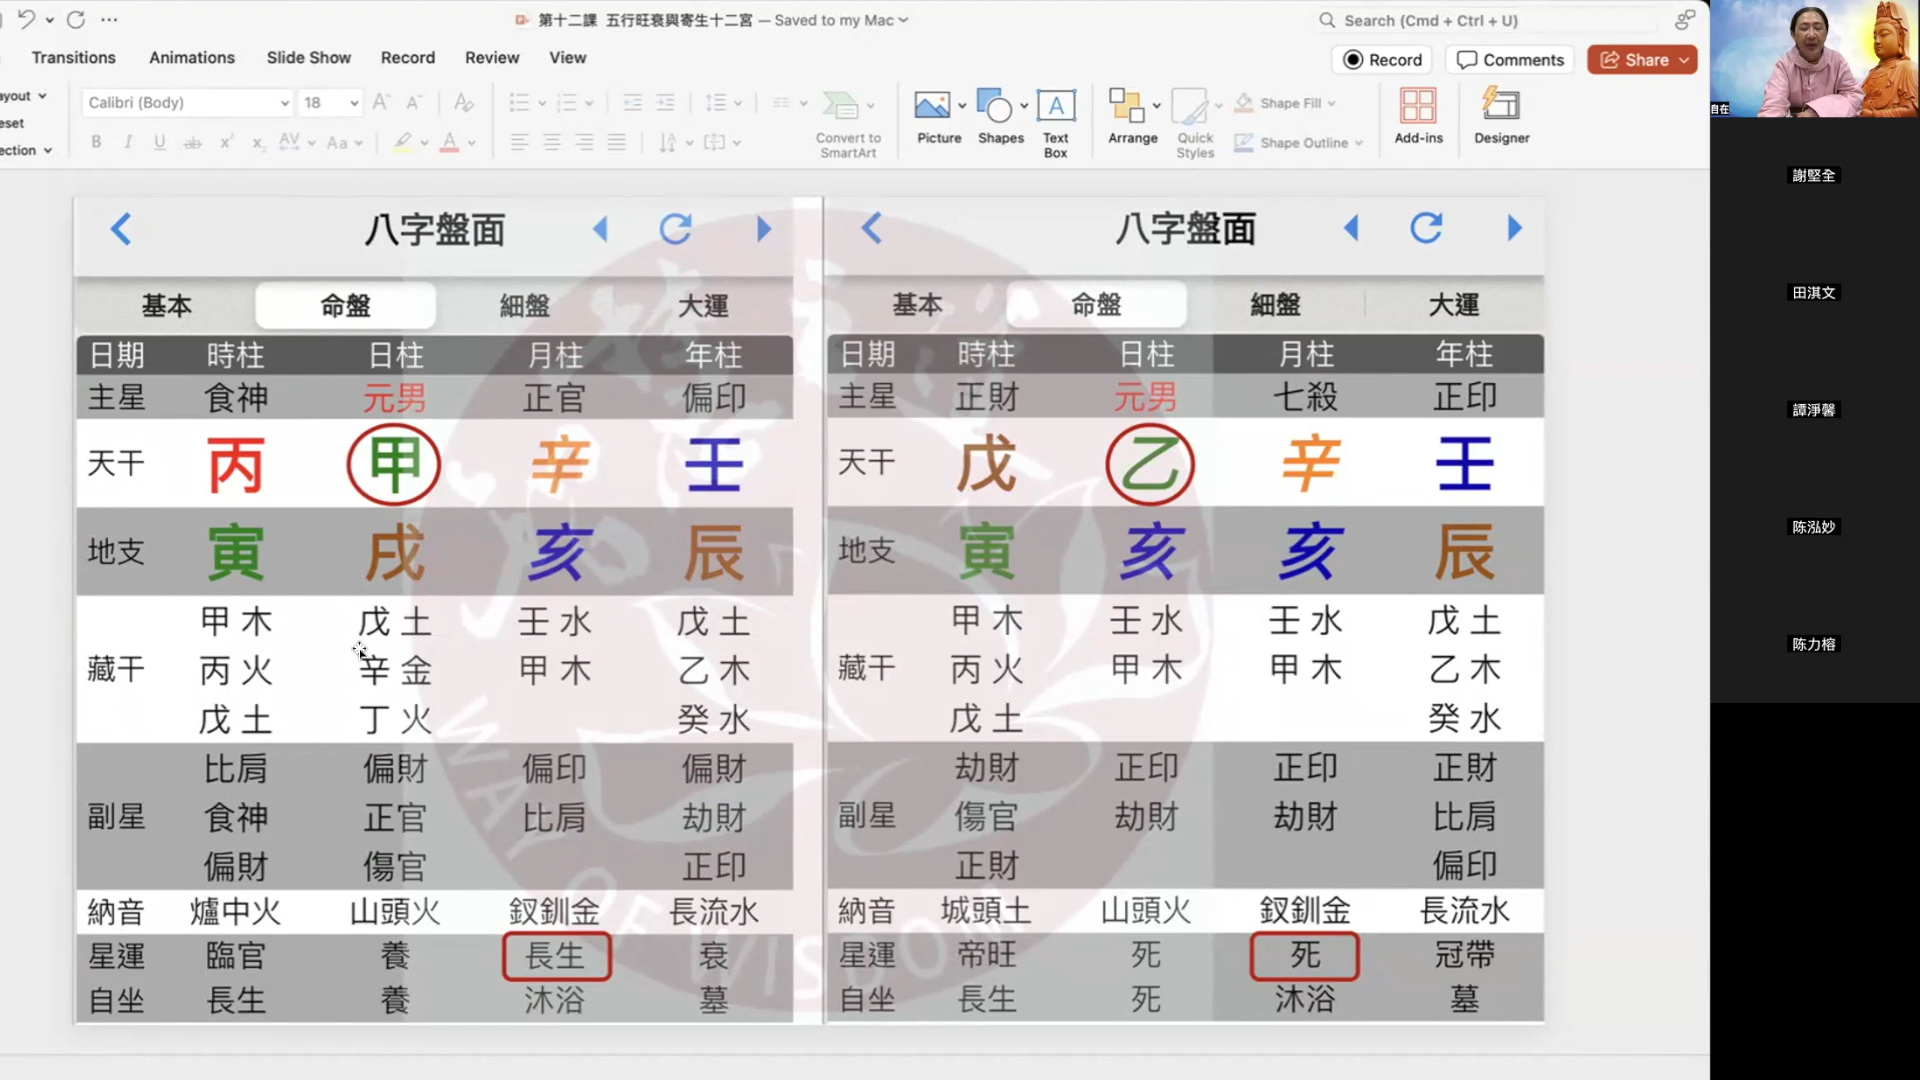 第十二課 五行旺衰與寄生十二宮 — Saved to my Mac
Search (Cmd + Ctrl + U)
Transitions Animations Slide Show Record Review View
Record Comments Share
ayout
eset
ection
Calibri (Body) 18
Convert to SmartArt
Picture Shapes Text Box Arrange Quick Styles Shape Fill Shape Outline Add-ins Designer
八字盤面
基本 命盤 細盤 大運
日期 時柱 日柱 月柱 年柱
主星 食神 元男 正官 偏印
天干 丙 甲 辛 壬
地支 寅 戌 亥 辰
藏干
甲木 戊土 壬水 戊土
丙火 辛金 甲木 乙木
戊土 丁火 癸水
副星
比肩 偏財 偏印 偏財
食神 正官 比肩 劫財
偏財 傷官 正印
納音 爐中火 山頭火 釵釧金 長流水
星運 臨官 養 長生 衰
自坐 長生 養 沐浴 墓
八字盤面
基本 命盤 細盤 大運
日期 時柱 日柱 月柱 年柱
主星 正財 元男 七殺 正印
天干 戊 乙 辛 壬
地支 寅 亥 亥 辰
藏干
甲木 壬水 壬水 戊土
丙火 甲木 甲木 乙木
戊土 癸水
副星
劫財 正印 正印 正財
傷官 劫財 劫財 比肩
正財 偏印
納音 城頭土 山頭火 釵釧金 長流水
星運 帝旺 死 死 冠帶
自坐 長生 死 沐浴 墓
WAY OF WISDOM
自在
謝堅全
田淇文
譚淨馨
陈泓妙
陈力榕